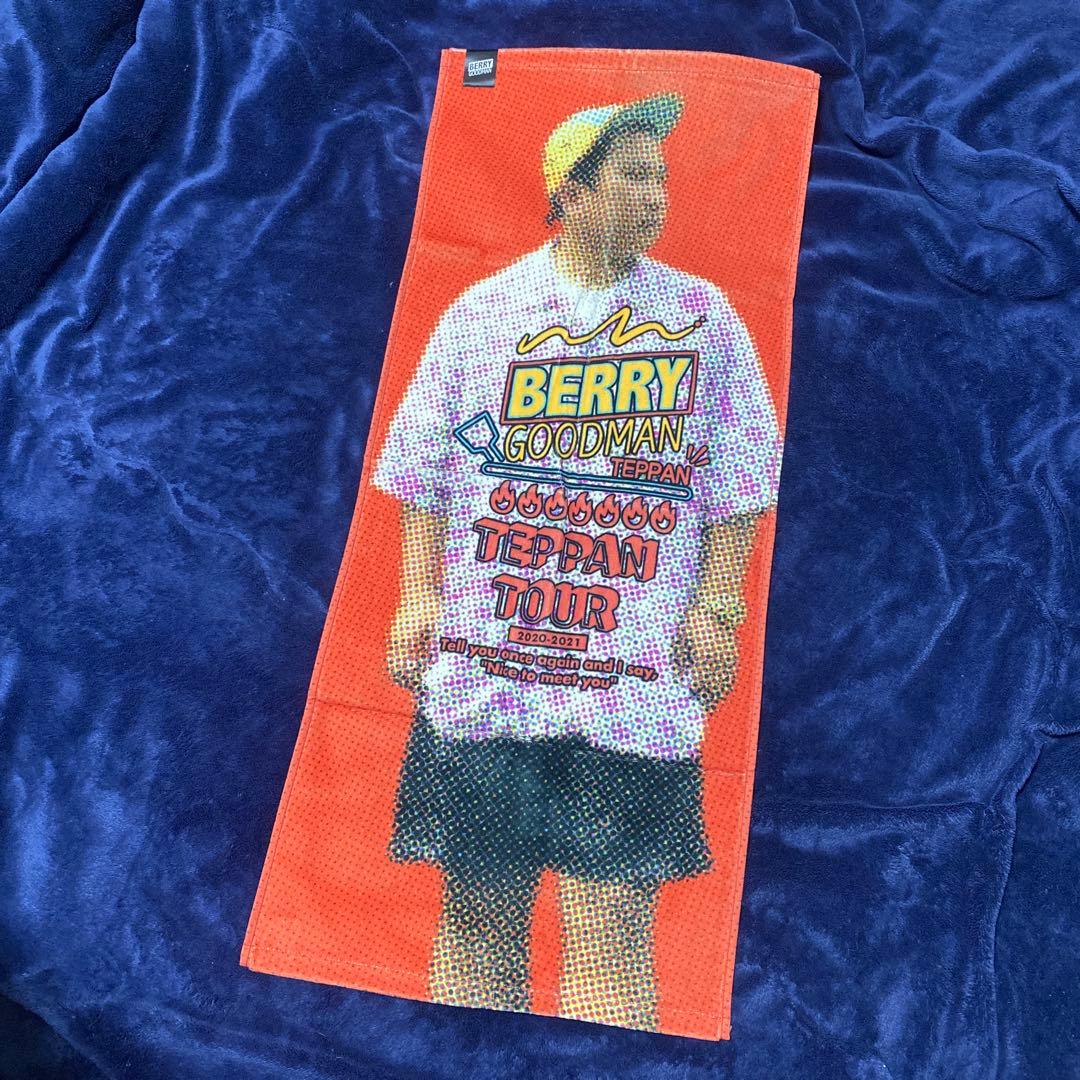 BERRY
GOODMAN
BERRY
GOODMAN
TEPPAN
TEPPAN
TOUR
2020-2021
Tell you once again and I say,
"Nice to meet you"